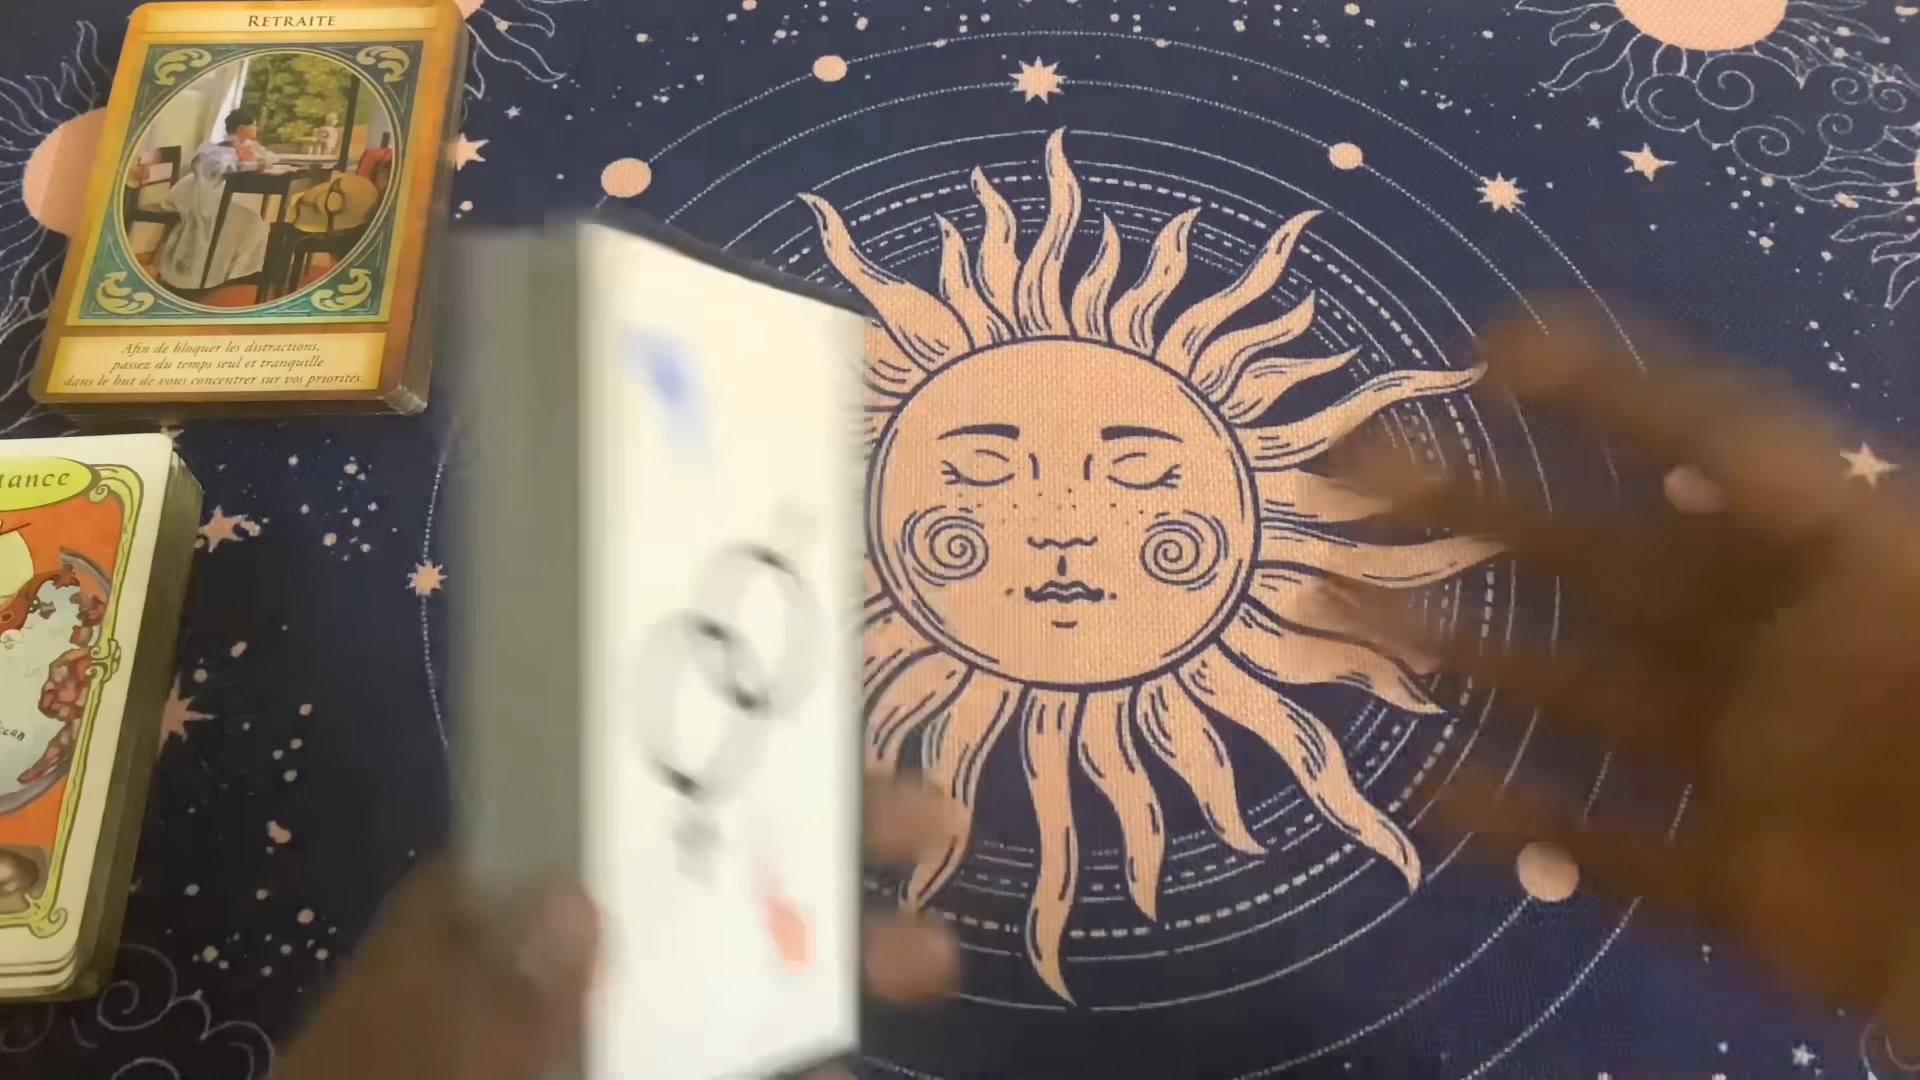 RETRAITE
Afin de bloquer les distractions,
passez du temps seul et tranquille
dans le but de vous concentrer sur vos priorités.
tance